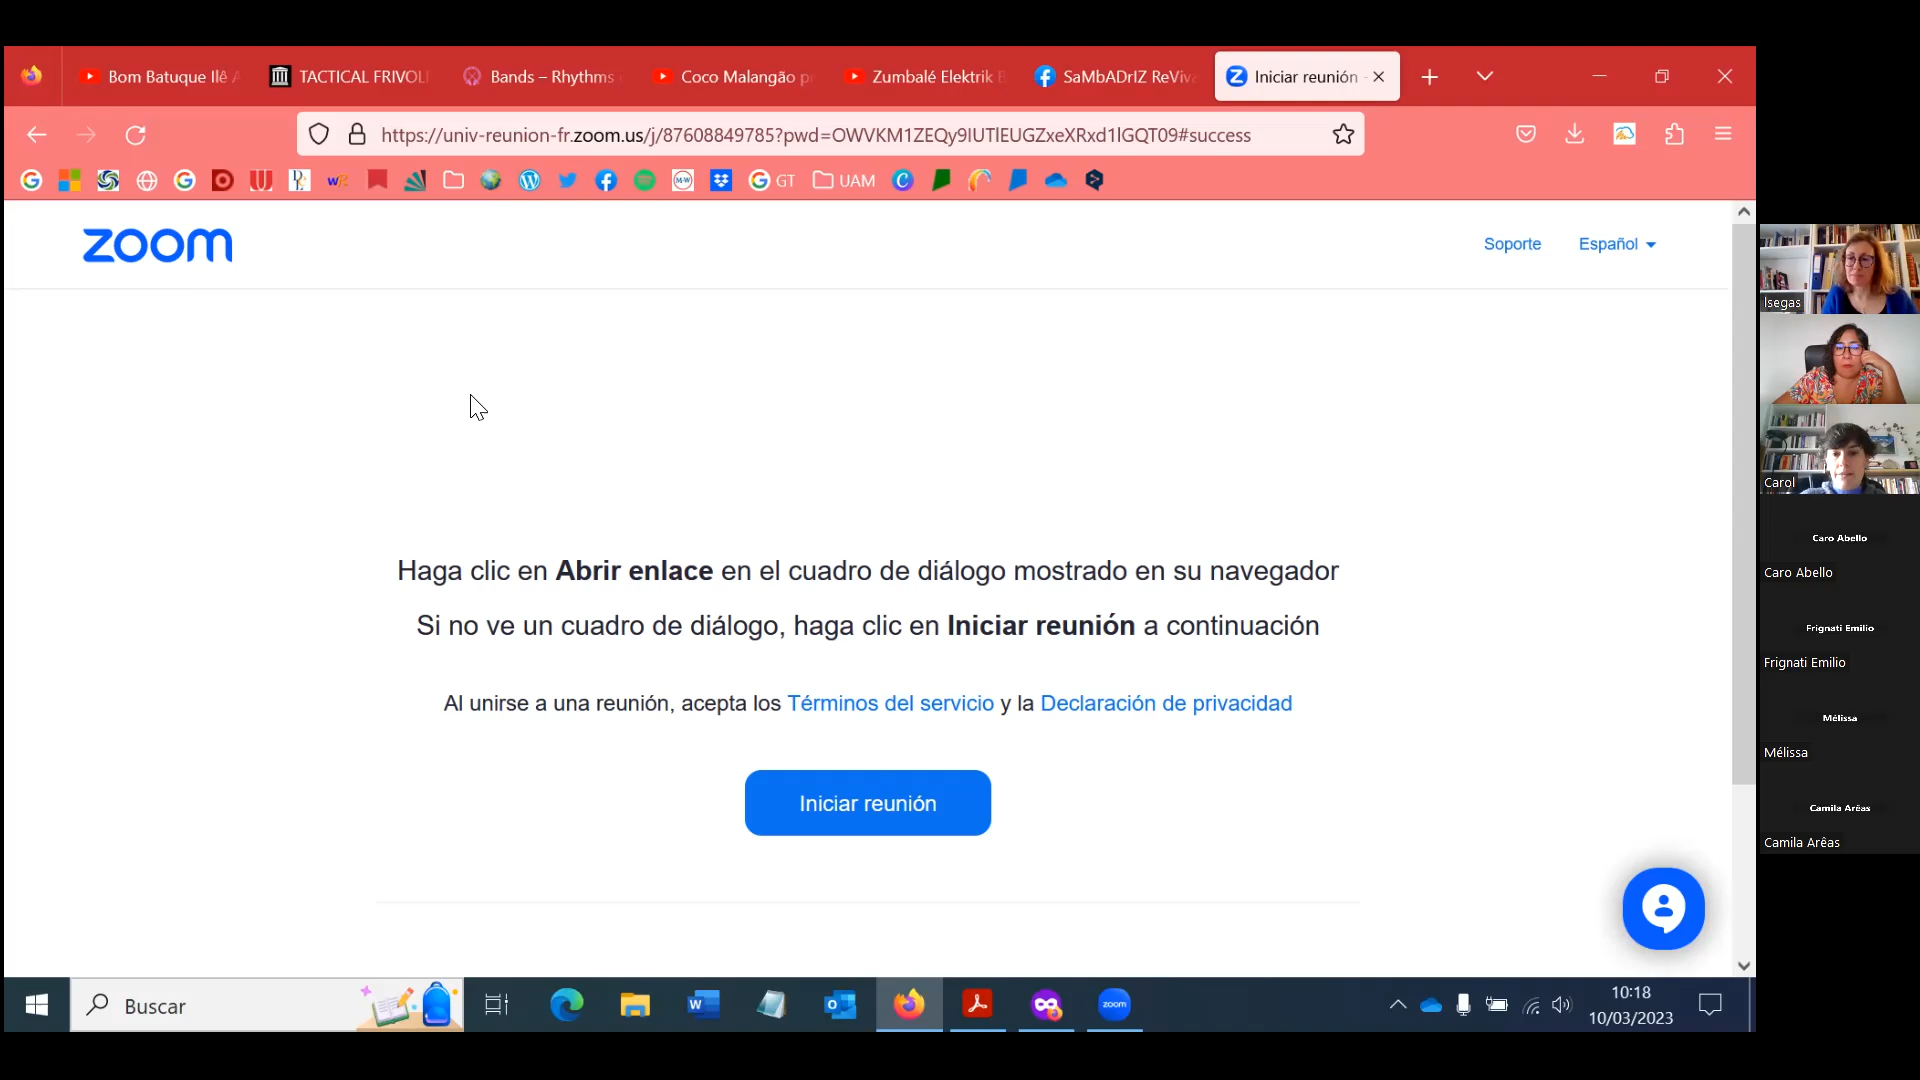 Bom Batuque Ilê A
TACTICAL FRIVOL
Bands – Rhythms
Coco Malangão p
Zumbalé Elektrik B
SaMbADrIZ ReViv
Iniciar reunión
https://univ-reunion-fr.zoom.us/j/87608849785?pwd=OWVKM1ZEQy9IUTlEUGZxeXRxd1lGQT09#success
GT
UAM
zoom
Soporte
Español
Haga clic en Abrir enlace en el cuadro de diálogo mostrado en su navegador
Si no ve un cuadro de diálogo, haga clic en Iniciar reunión a continuación
Al unirse a una reunión, acepta los Términos del servicio y la Declaración de privacidad
Iniciar reunión
Buscar
zoom
10:18
10/03/2023
lsegas
Carol
Caro Abello
Caro Abello
Frignati Emilio
Frignati Emilio
Mélissa
Mélissa
Camila Arêas
Camila Arêas